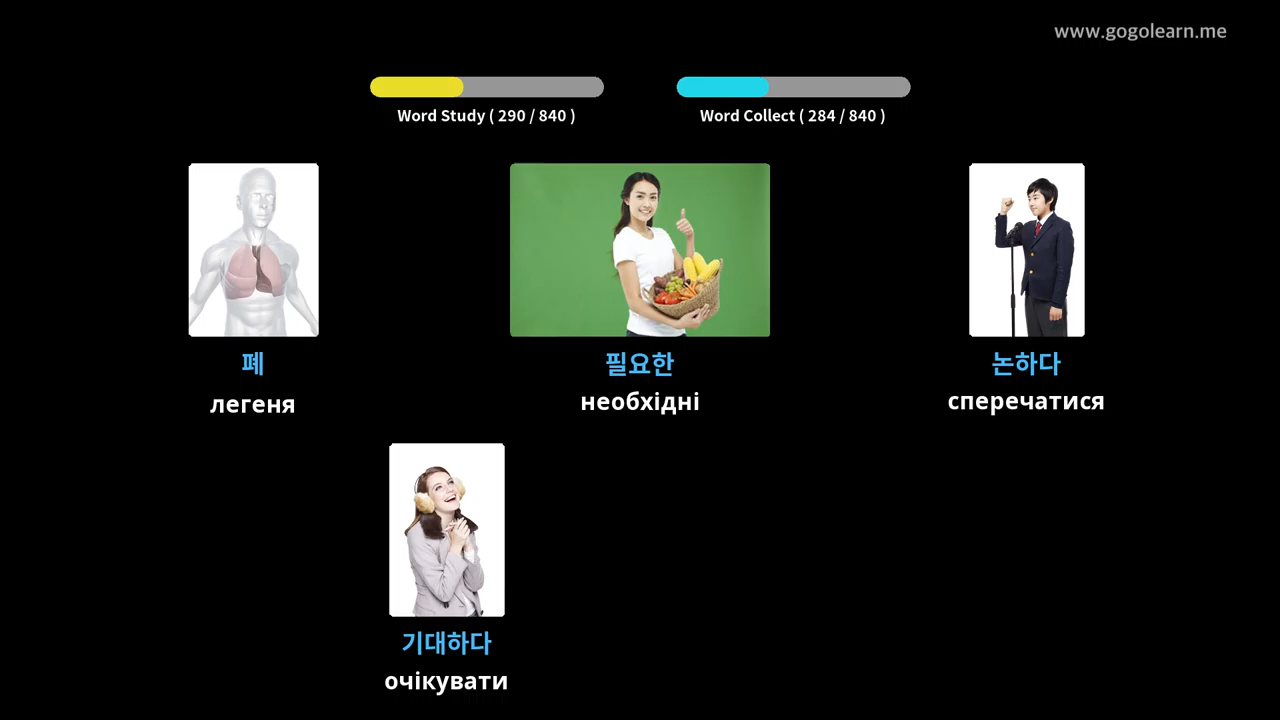 www.gogolearn.me
Word Study ( 290 / 840 )
Word Collect ( 284 / 840 )
폐
легеня
필요한
необхідні
논하다
сперечатися
기대하다
очікувати